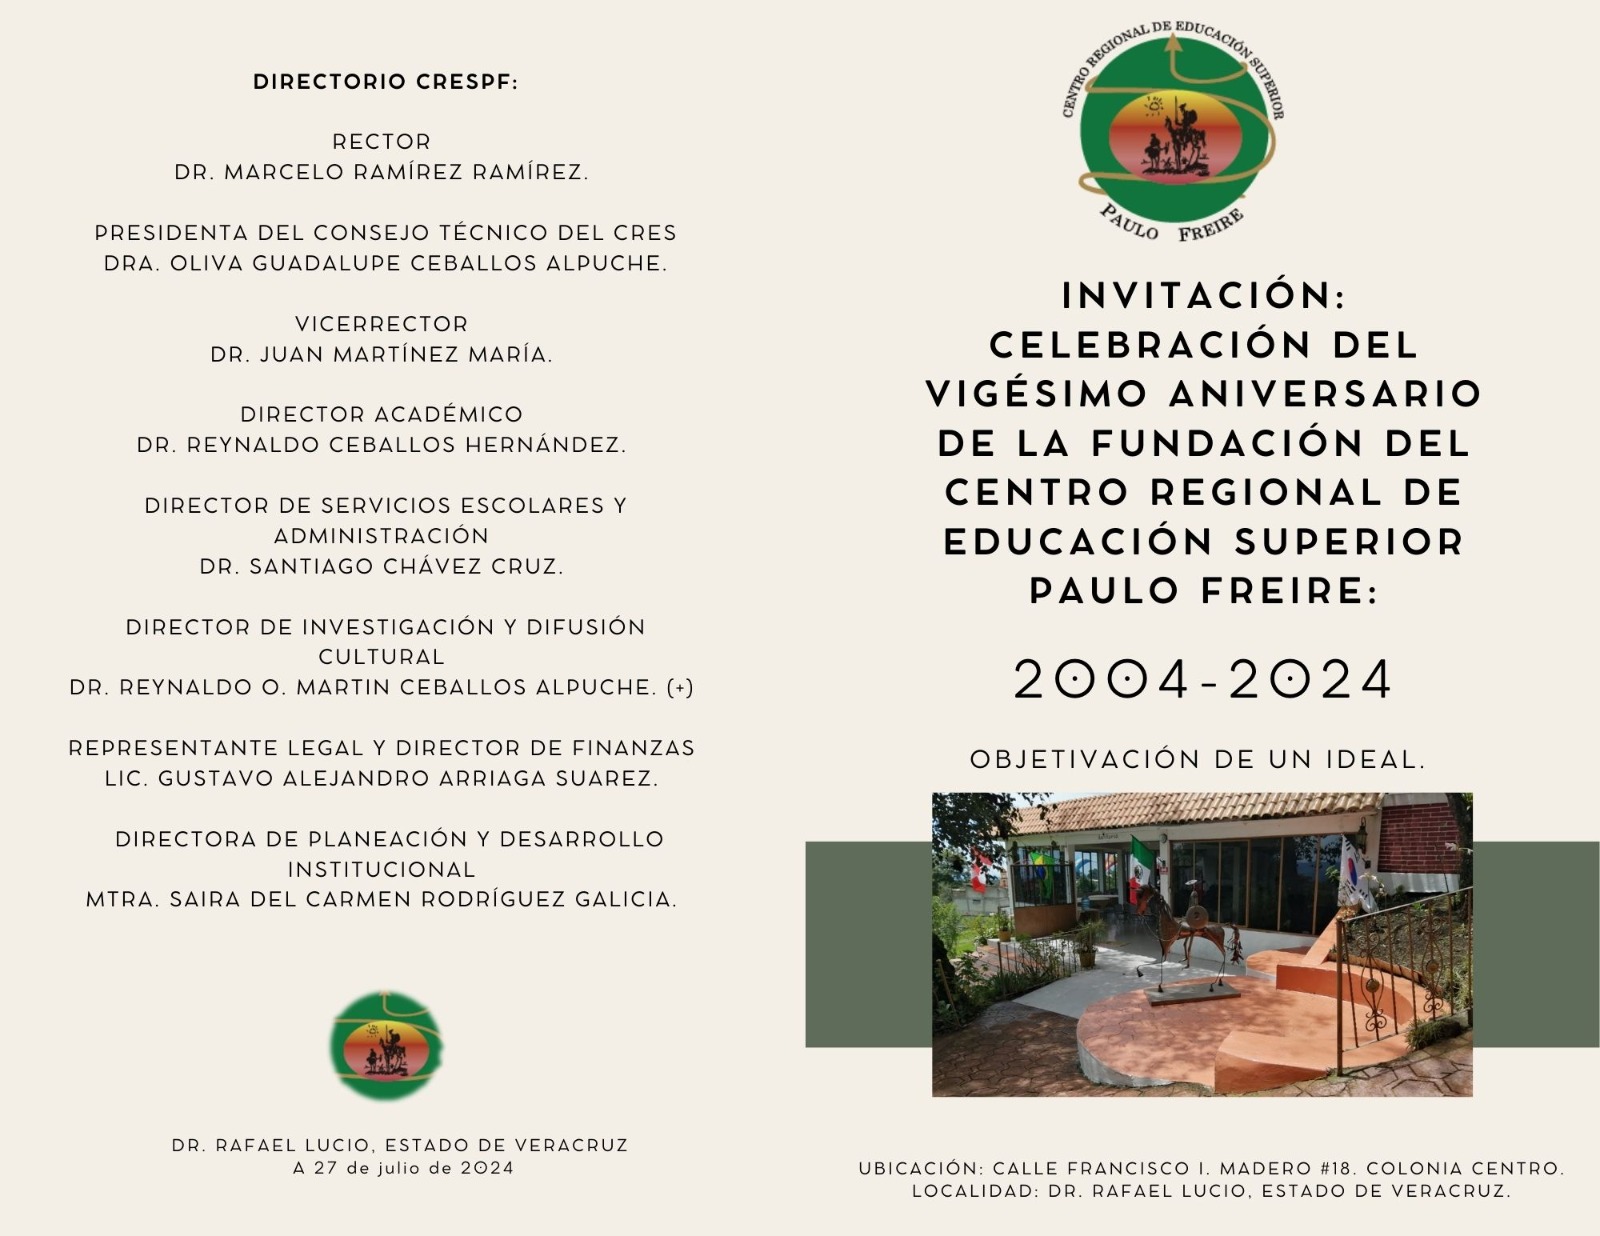 DIRECTORIO CRESPF:
RECTOR
DR. MARCELO RAMÍREZ RAMÍREZ.
PRESIDENTA DEL CONSEJO TÉCNICO DEL CRES
DRA. OLIVA GUADALUPE CEBALLOS ALPUCHE.
VICERRECTOR
DR. JUAN MARTÍNEZ MARÍA.
DIRECTOR ACADÉMICO
DR. REYNALDO CEBALLOS HERNÁNDEZ.
DIRECTOR DE SERVICIOS ESCOLARES Y
ADMINISTRACIÓN
DR. SANTIAGO CHÁVEZ CRUZ.
DIRECTOR DE INVESTIGACIÓN Y DIFUSIÓN
CULTURAL
DR. REYNALDO O. MARTIN CEBALLOS ALPUCHE. (+)
REPRESENTANTE LEGAL Y DIRECTOR DE FINANZAS
LIC. GUSTAVO ALEJANDRO ARRIAGA SUAREZ.
DIRECTORA DE PLANEACIÓN Y DESARROLLO
INSTITUCIONAL
MTRA. SAIRA DEL CARMEN RODRÍGUEZ GALICIA.
DR. RAFAEL LUCIO, ESTADO DE VERACRUZ
A 27 de julio de 2024
CENTRO REGIONAL DE EDUCACIÓN SUPERIOR
PAULO FREIRE
INVITACIÓN:
CELEBRACIÓN DEL
VIGÉSIMO ANIVERSARIO
DE LA FUNDACIÓN DEL
CENTRO REGIONAL DE
EDUCACIÓN SUPERIOR
PAULO FREIRE:
2004-2024
OBJETIVACIÓN DE UN IDEAL.
UBICACIÓN: CALLE FRANCISCO I. MADERO #18. COLONIA CENTRO.
LOCALIDAD: DR. RAFAEL LUCIO, ESTADO DE VERACRUZ.